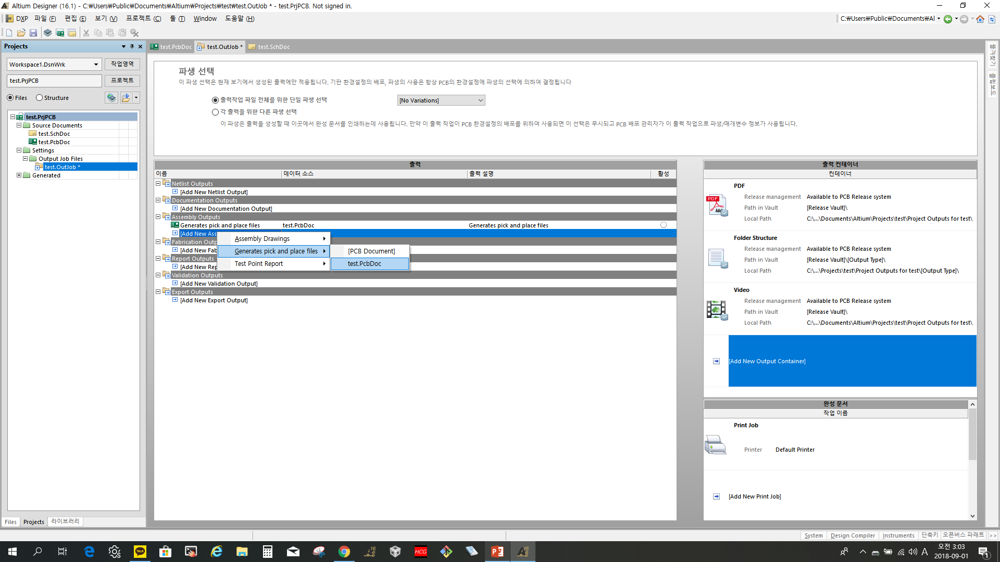 Altium Designer (16.1) - C:₩Users₩Public₩Documents₩Altium₩Projects₩test₩test.OutJob * - test.PrjPCB. Not signed in.
DXP 파일 (F) 편집 (E) 보기 (V) 프로젝트 (C) 툴 (T) Window 도움말 (H)
C:₩Users₩Public₩Documents₩Al
Projects
Workspace1.DsnWrk 작업영역
test.PrjPCB 프로젝트
Files Structure
test.PrjPCB
Source Documents
test.SchDoc
test.PcbDoc
Settings
Output Job Files
test.OutJob *
Generated
Files Projects 라이브러리
test.PcbDoc test.OutJob * test.SchDoc
파생 선택
이 파생 선택은 현재 보기에서 생성된 출력에만 적용됩니다. 기판 환경설정의 배포, 파생의 사용은 항상 PCB의 환경설정에 파생의 선택에 의하여 결정됩니다
출력작업 파일 전체를 위한 단일 파생 선택 [No Variations]
각 출력을 위한 다른 파생 선택
이 파생은 출력을 생성할 때 이곳에서 완성 문서를 인쇄하는데 사용됩니다. 만약 이 출력 작업이 PCB 환경설정의 배포를 위하여 사용되면 이 선택은 무시되고 PCB 배포 관리자가 이 출력 작업으로 파생/매개변수 정보가 사용됩니다.
출력
이름 데이터 소스 출력 설명 활성
Netlist Outputs
[Add New Netlist Output]
Documentation Outputs
[Add New Documentation Output]
Assembly Outputs
Generates pick and place files test.PcbDoc Generates pick and place files
[Add New Ass
Fabrication Outp
[Add New Fab
Report Outputs
[Add New Rep
Validation Outputs
[Add New Validation Output]
Export Outputs
[Add New Export Output]
Assembly Drawings
Generates pick and place files
Test Point Report
[PCB Document]
test.PcbDoc
출력 컨테이너
컨테이너
PDF
Release management Available to PCB Release system
Path in Vault [Release Vault]\
Local Path C:\...\Documents\Altium\Projects\test\Project Outputs for test\
Folder Structure
Release management Available to PCB Release system
Path in Vault [Release Vault]\[Output Type]\
Local Path C:\...\Projects\test\Project Outputs for test\[Output Type]\
Video
Release management Available to PCB Release system
Path in Vault [Release Vault]\
Local Path C:\...\Documents\Altium\Projects\test\Project Outputs for test\
[Add New Output Container]
완성 문서
작업 이름
Print Job
Printer Default Printer
[Add New Print Job]
즐겨찾기
클립보드
System Design Compiler Instruments 단축키 오픈버스 파래트 >>
TALK
HCG
16
16
A 오전 3:03
2018-09-01
1